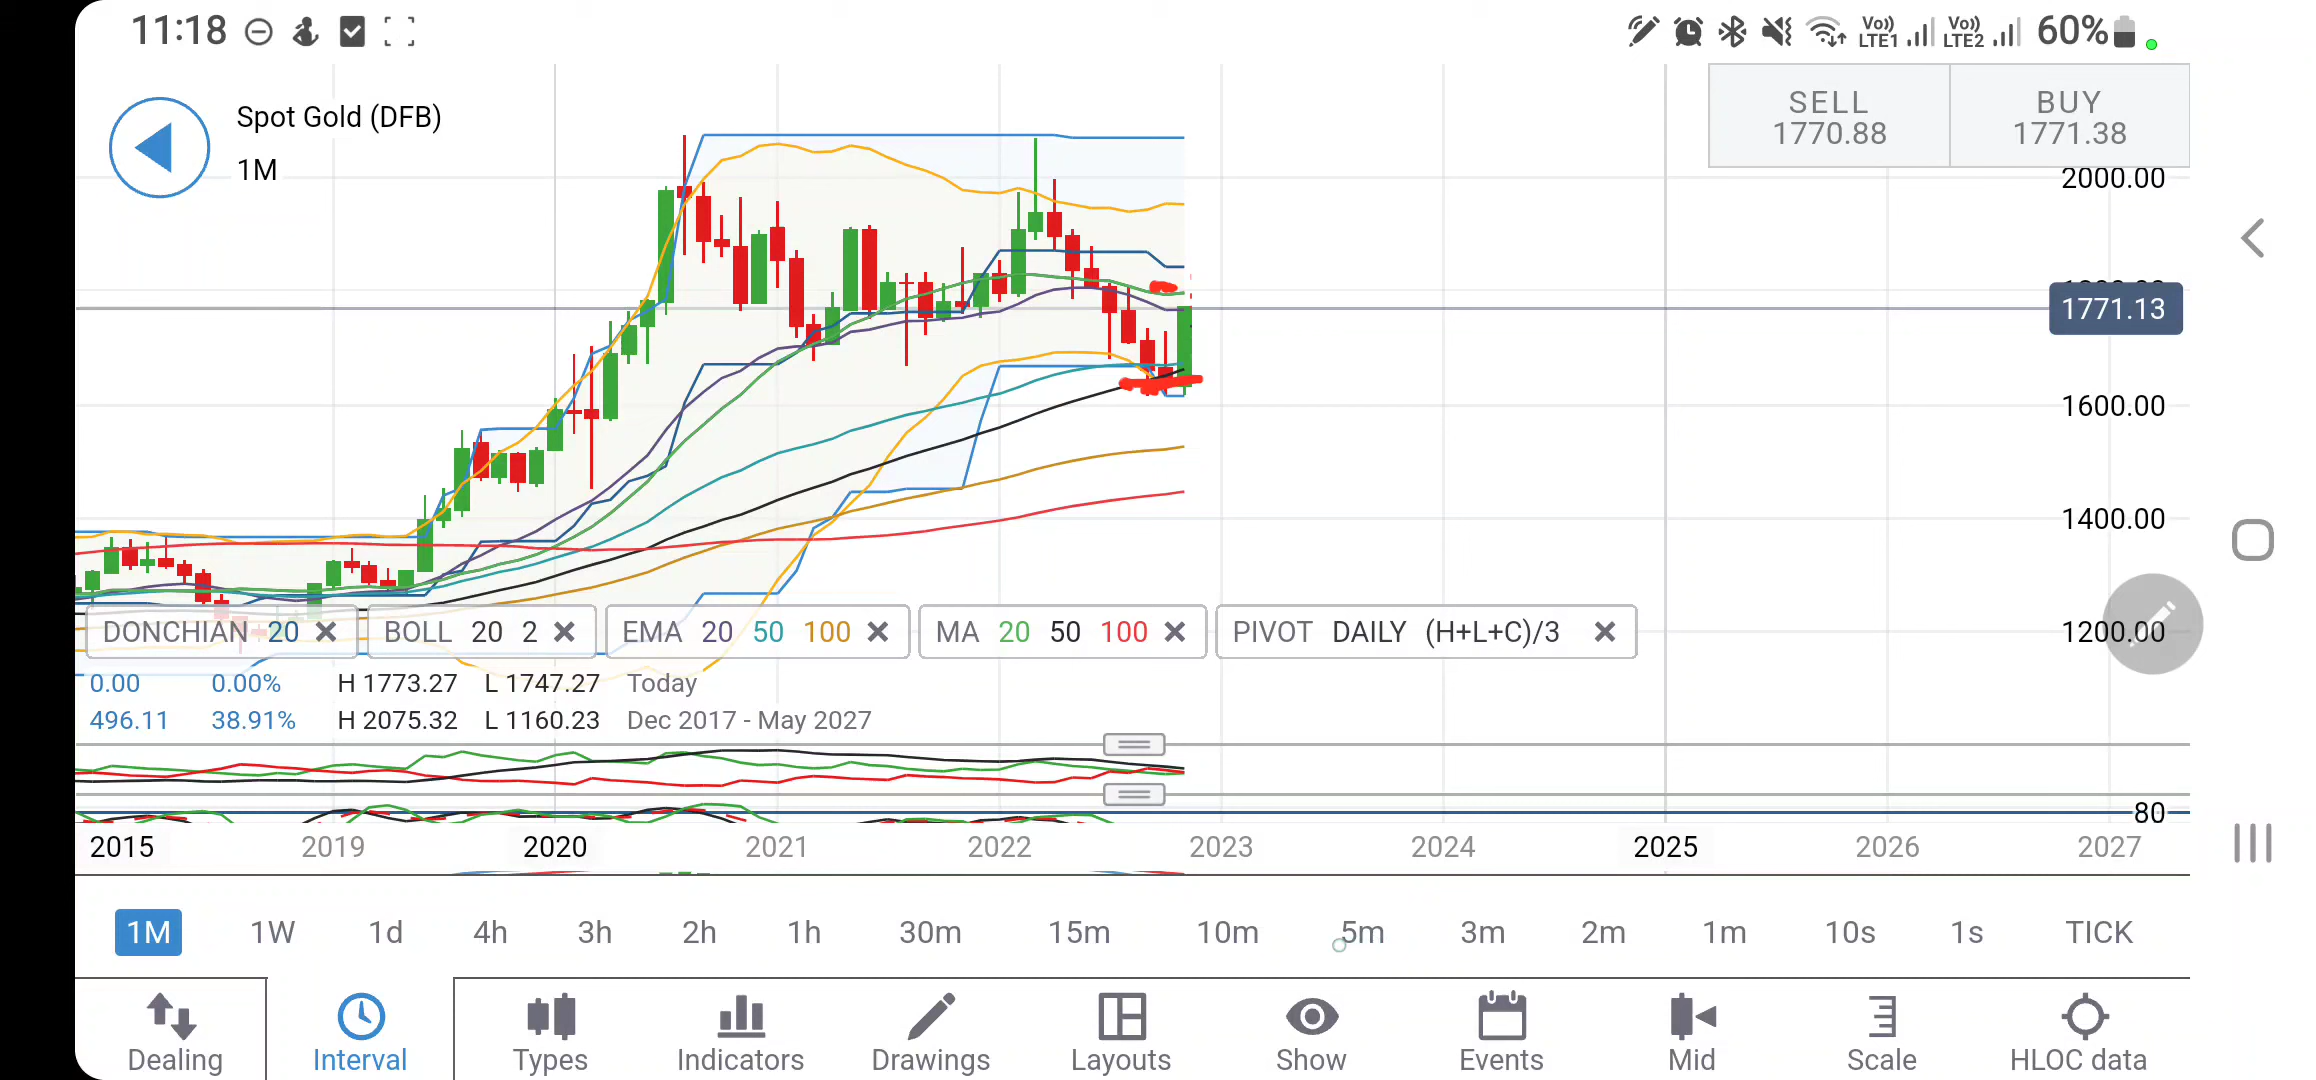 11:18
Vo)) LTE1 Vo)) LTE2 60%
Spot Gold (DFB)
1M
SELL BUY
1770.88 1771.38
2000.00
1771.13
1600.00
1400.00
1200.00
DONCHIAN 20 BOLL 20 2 EMA 20 50 100 MA 20 50 100 PIVOT DAILY (H+L+C)/3
0.00 0.00% H 1773.27 L 1747.27 Today
496.11 38.91% H 2075.32 L 1160.23 Dec 2017 - May 2027
80
2015 2019 2020 2021 2022 2023 2024 2025 2026 2027
1M 1W 1d 4h 3h 2h 1h 30m 15m 10m 5m 3m 2m 1m 10s 1s TICK
Dealing Interval Types Indicators Drawings Layouts Show Events Mid Scale HLOC data